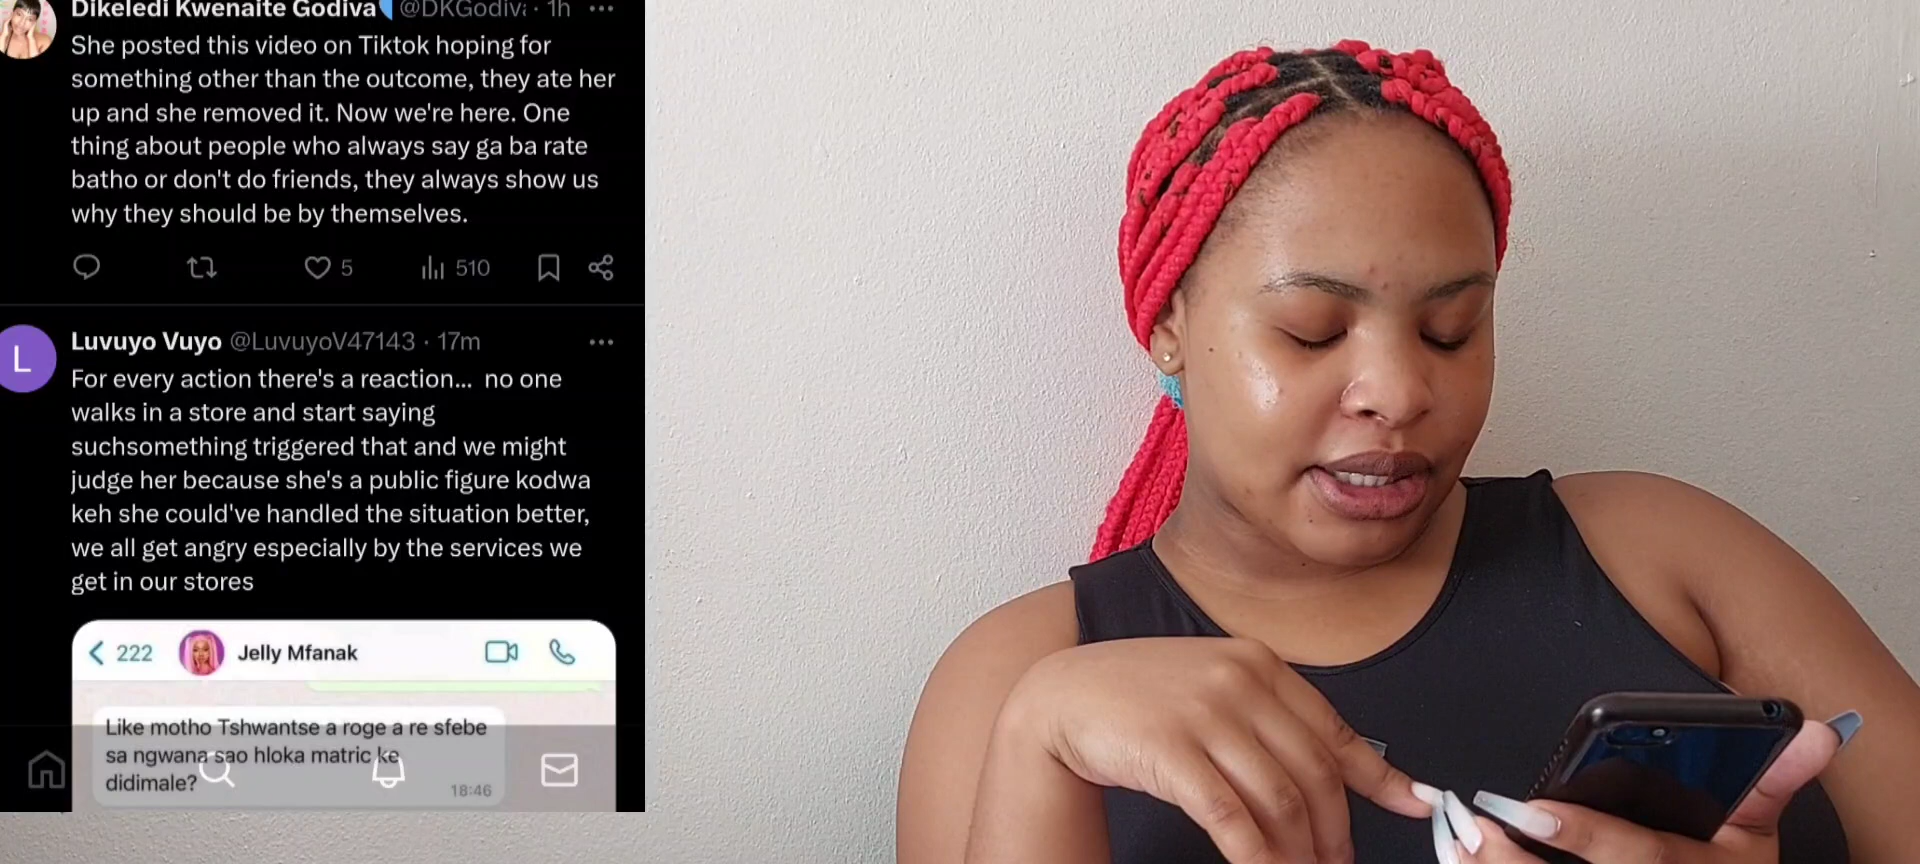 Dikeledi Kwenaite Godiva @DKGodiva · 1h
She posted this video on Tiktok hoping for
something other than the outcome, they ate her
up and she removed it. Now we're here. One
thing about people who always say ga ba rate
batho or don't do friends, they always show us
why they should be by themselves.
5 510
L
Luvuyo Vuyo @LuvuyoV47143 · 17m
For every action there's a reaction... no one
walks in a store and start saying
suchsomething triggered that and we might
judge her because she's a public figure kodwa
keh she could've handled the situation better,
we all get angry especially by the services we
get in our stores
222 Jelly Mfanak
Like motho Tshwantse a roge a re sfebe
sa ngwana sao hloka matric ke
didimale?
18:46